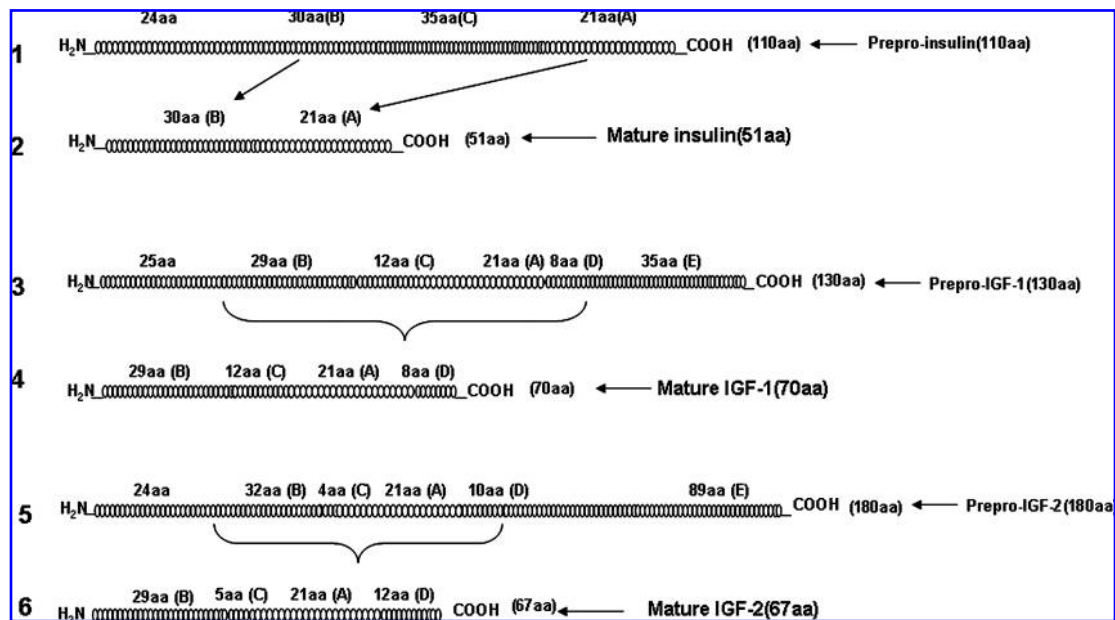 24aa 30aa(B) 35aa(C) 21aa(A)
1 H2N COOH (110aa) Prepro-insulin(110aa)
30aa (B) 21aa (A)
2 H2N COOH (51aa) Mature insulin(51aa)
25aa 29aa (B) 12aa (C) 21aa (A) 8aa (D) 35aa (E)
3 H2N COOH (130aa) Prepro-IGF-1(130aa)
29aa (B) 12aa (C) 21aa (A) 8aa (D)
4 H2N COOH (70aa) Mature IGF-1(70aa)
24aa 32aa (B) 4aa (C) 21aa (A) 10aa (D) 89aa (E)
5 H2N COOH (180aa) Prepro-IGF-2(180aa)
29aa (B) 5aa (C) 21aa (A) 12aa (D)
6 H2N COOH (67aa) Mature IGF-2(67aa)